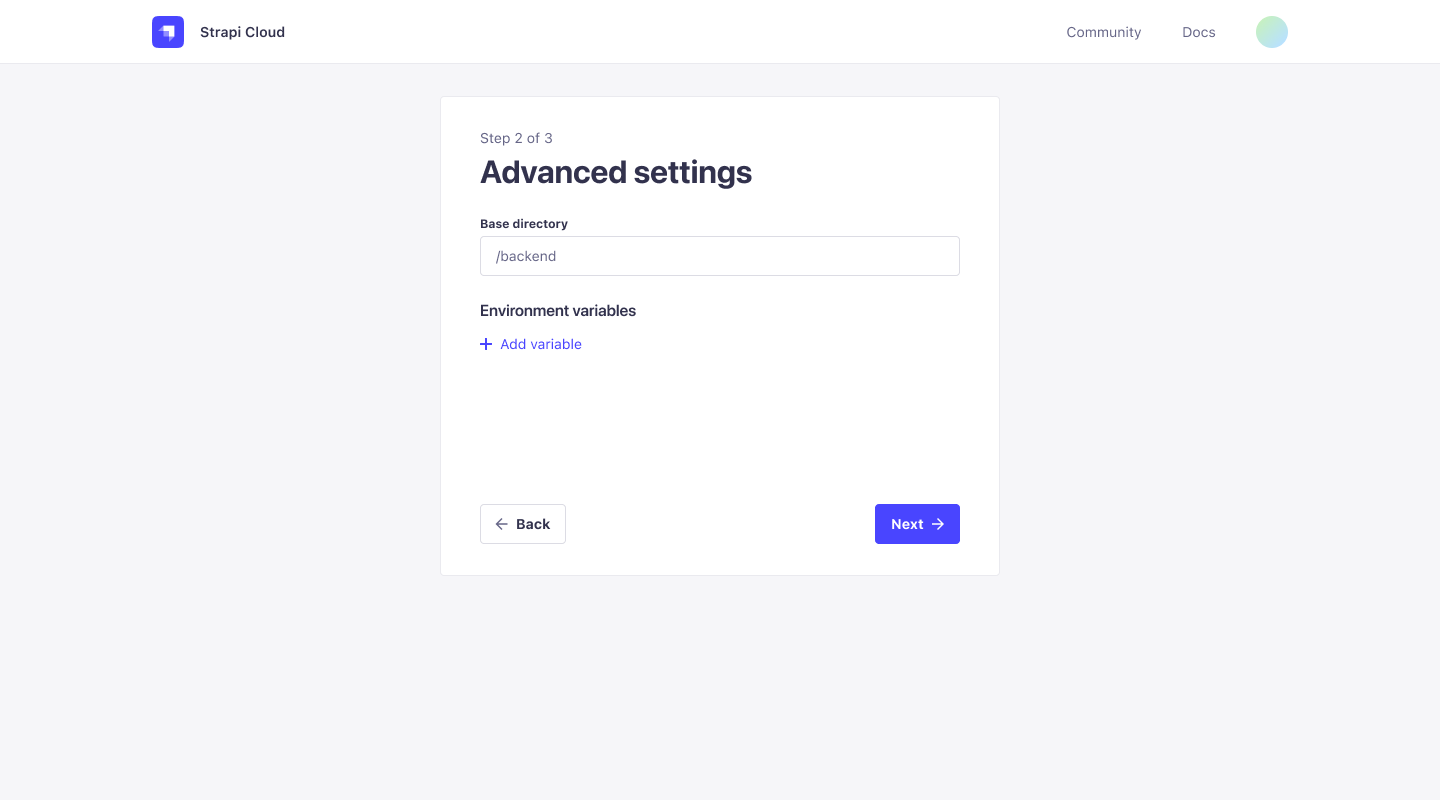 Strapi Cloud
Community
Docs
Step 2 of 3
Advanced settings
Base directory
/backend
Environment variables
Add variable
Back
Next